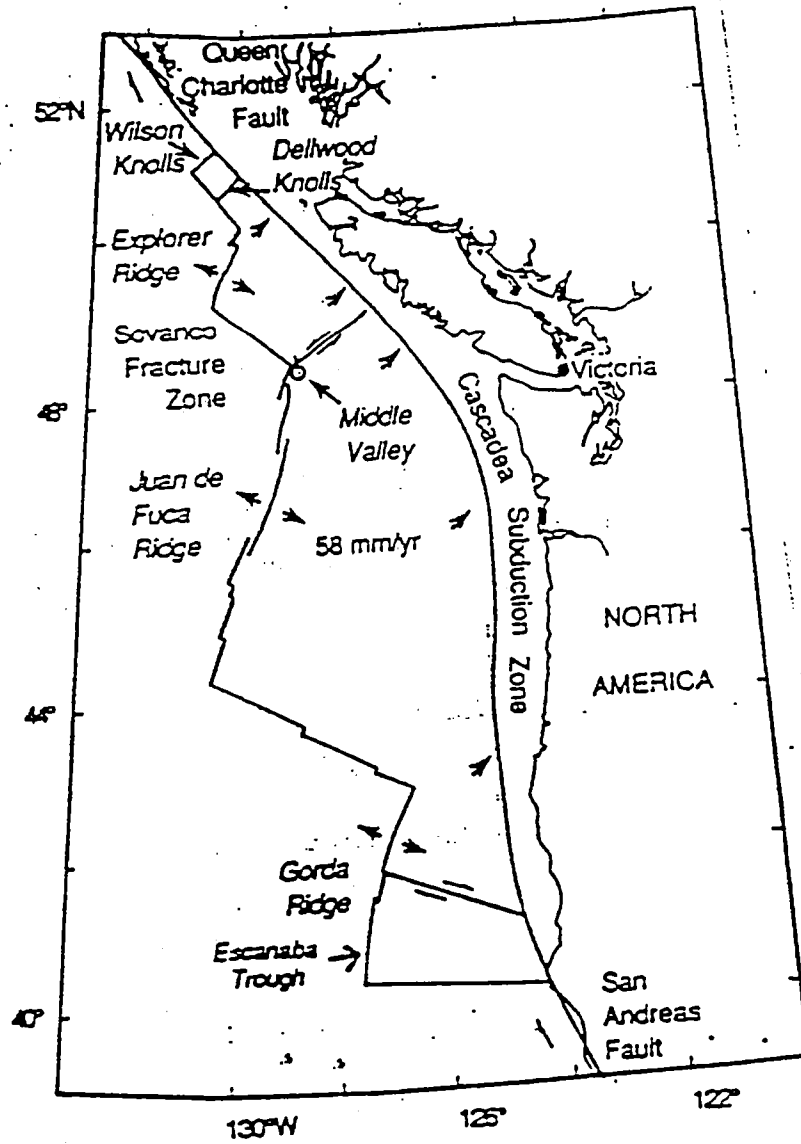 Queen
Charlotte
Fault
52°N
Wilson
Knolls
Dellwood
Knolls
Explorer
Ridge
Sovanco
Fracture
Zone
Victoria
48°
Middle
Valley
Cascadea Subduction Zone
Juan de
Fuca
Ridge
58 mm/yr
NORTH
AMERICA
44°
Gorda
Ridge
Escanaba
Trough
San
Andreas
Fault
40°
130°W
126°
122°